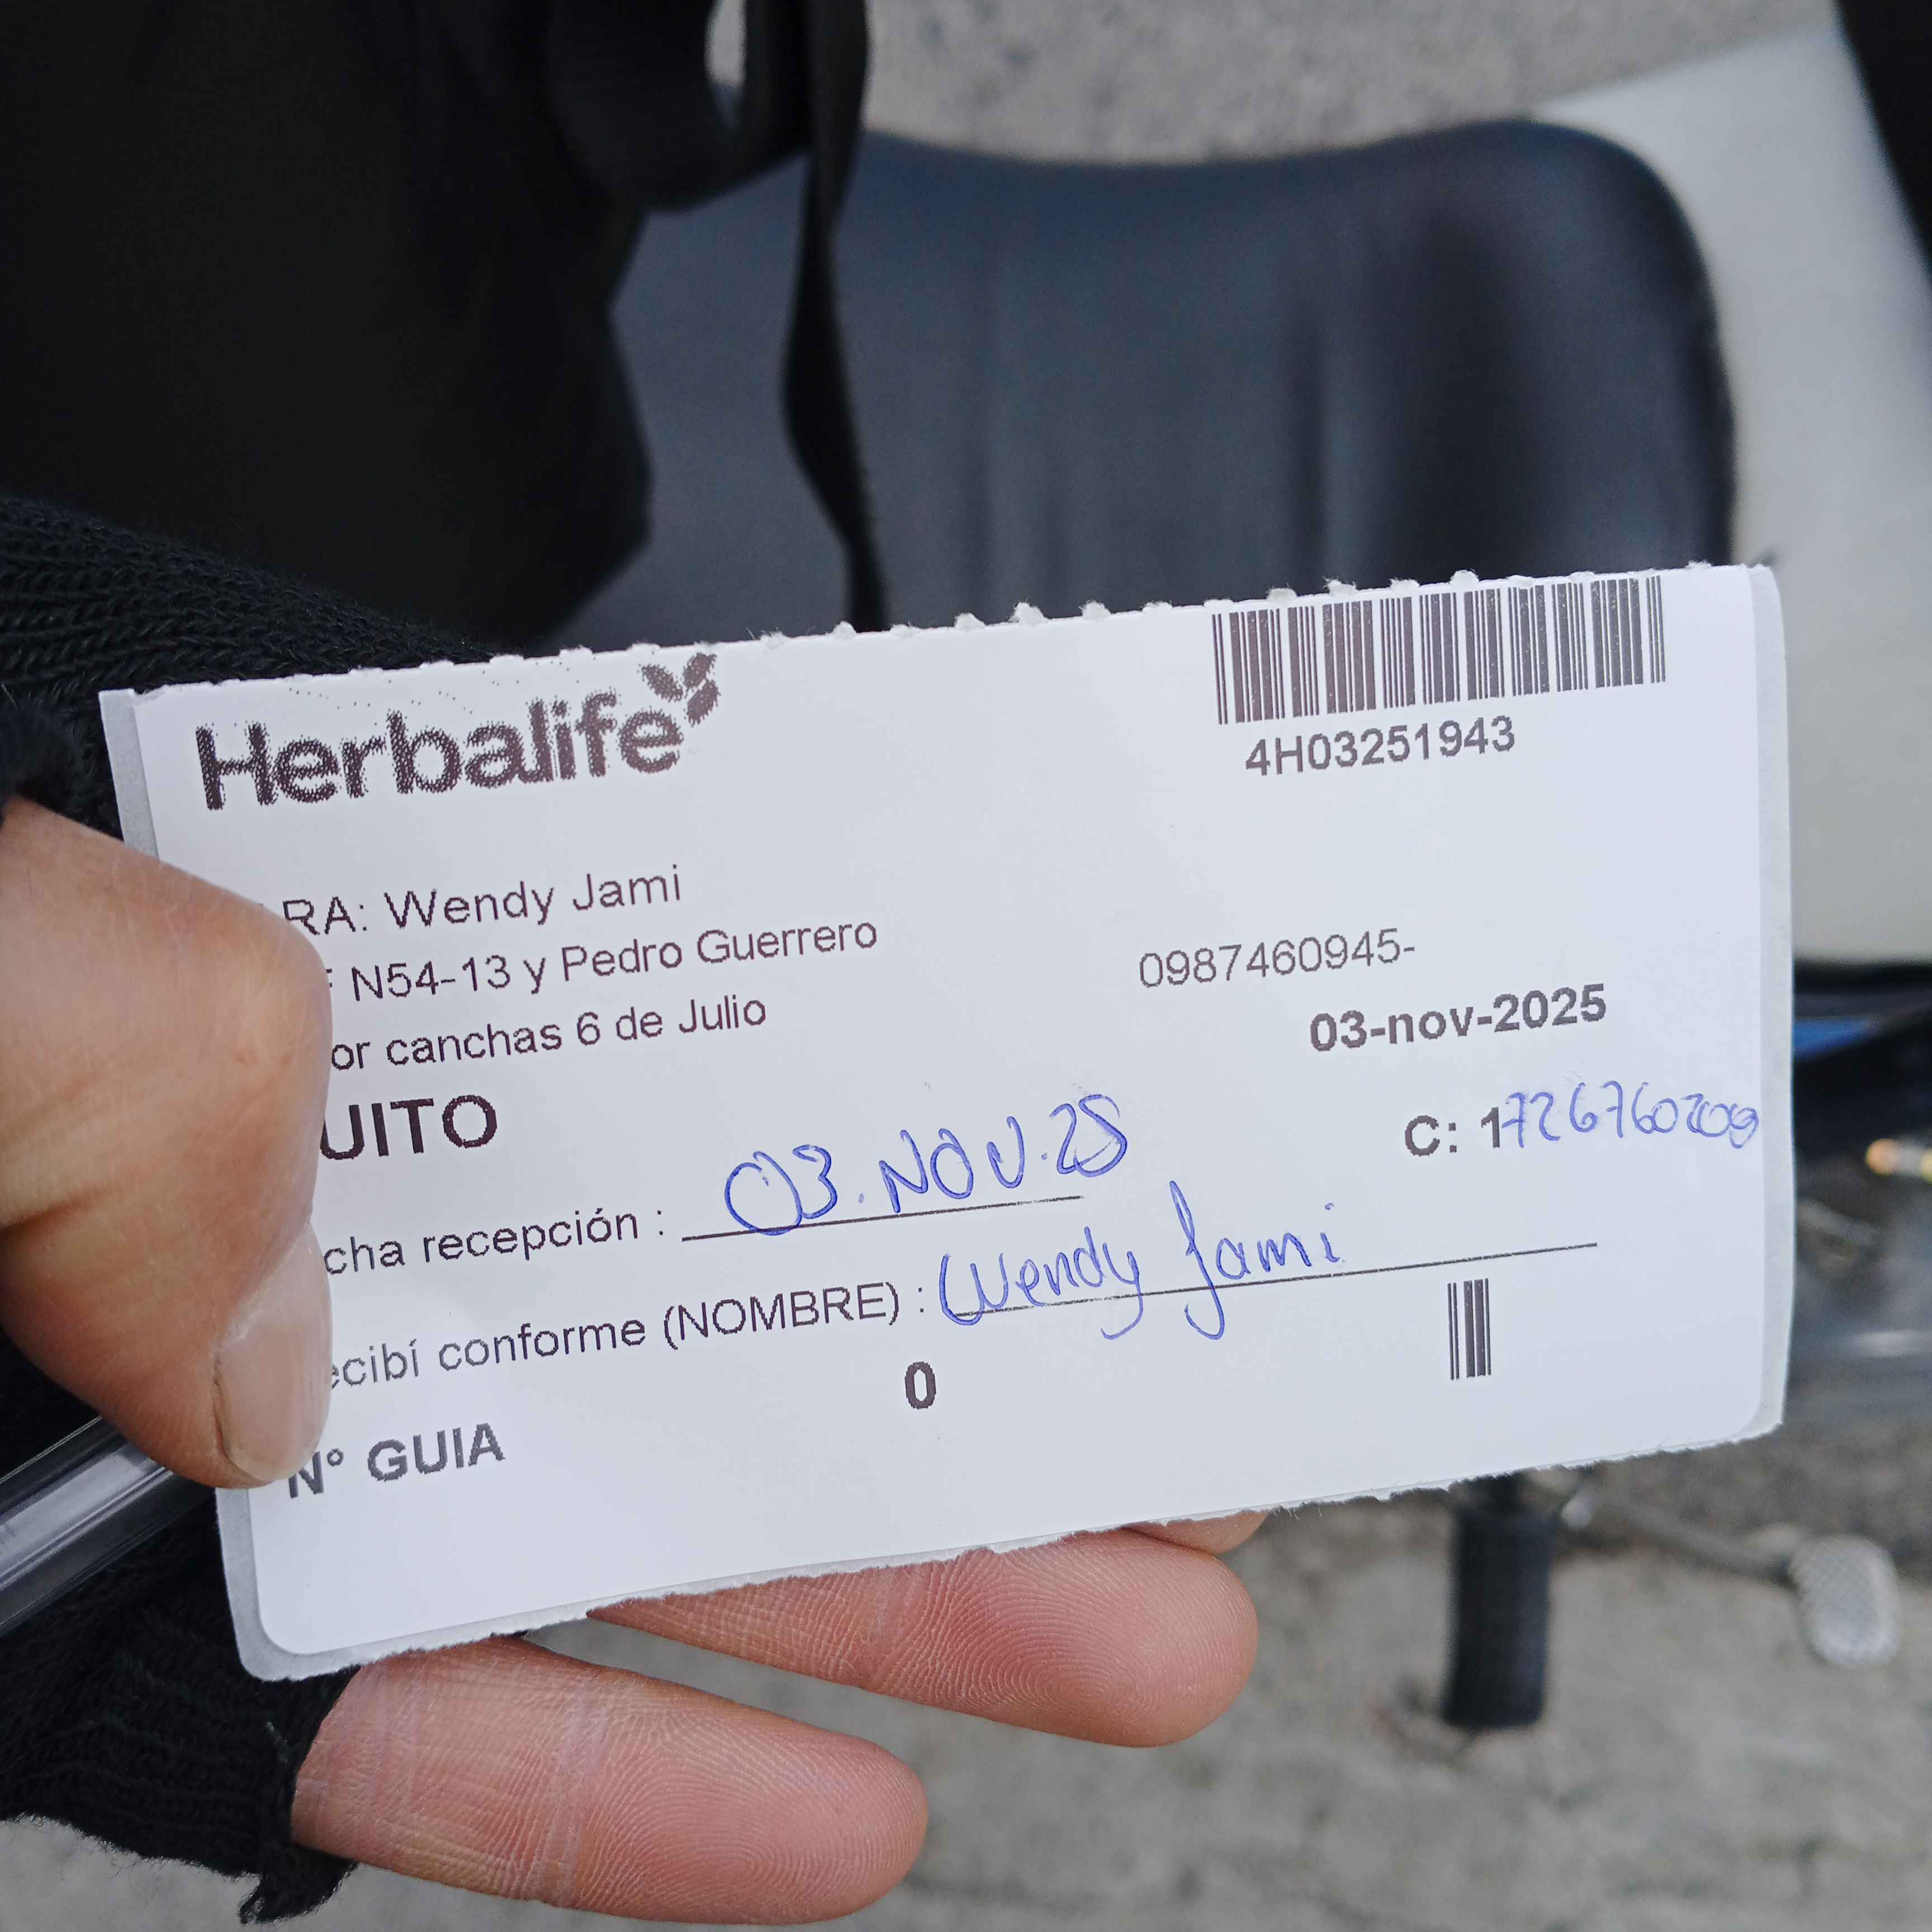 Herbalife
4H03251943
RA: Wendy Jami
N54-13 y Pedro Guerrero
0987460945-
or canchas 6 de Julio
03-nov-2025
UITO
C: 1726760209
cha recepción : 03.NOV.25
ecibí conforme (NOMBRE) : Wendy Jami
0
N° GUIA